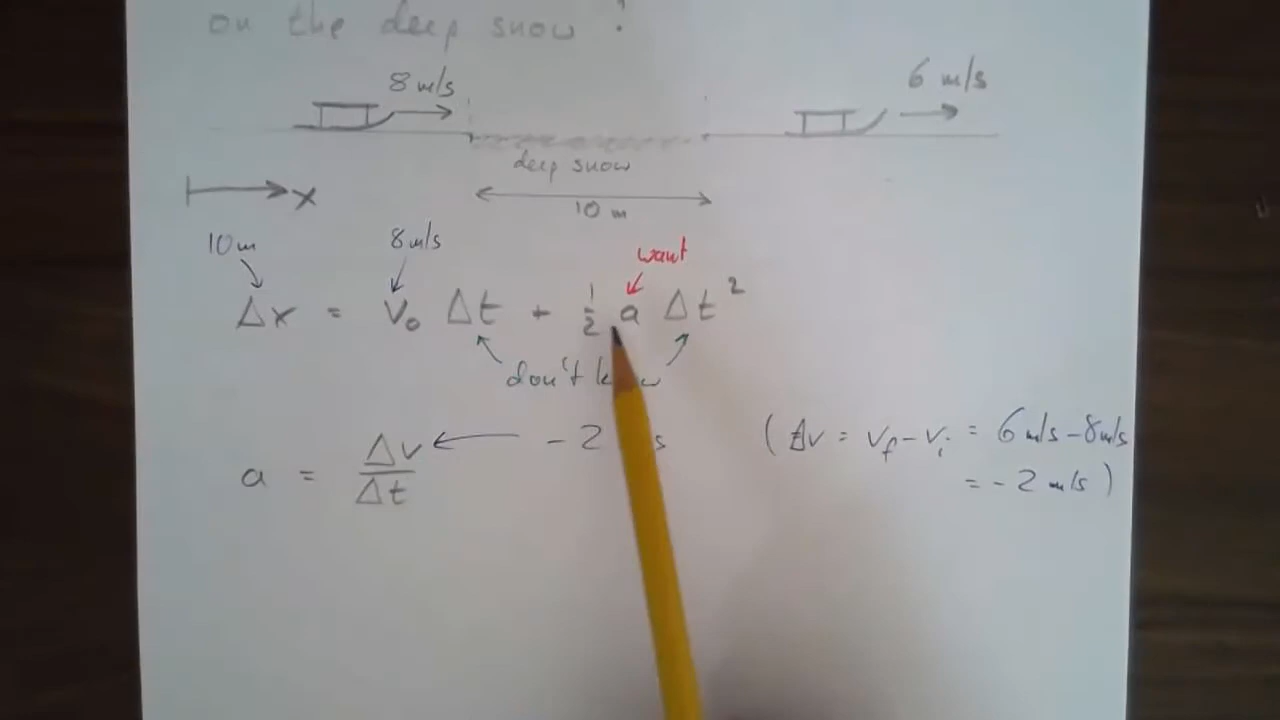 on the deep snow ?
8 m/s
6 m/s
deep snow
x
10 m
10m
8 m/s
want
Δx = v₀ Δt + ½ a Δt²
don't
a = Δv/Δt ← -2
(Δv = v_f - v_i = 6 m/s - 8 m/s
= -2 m/s)